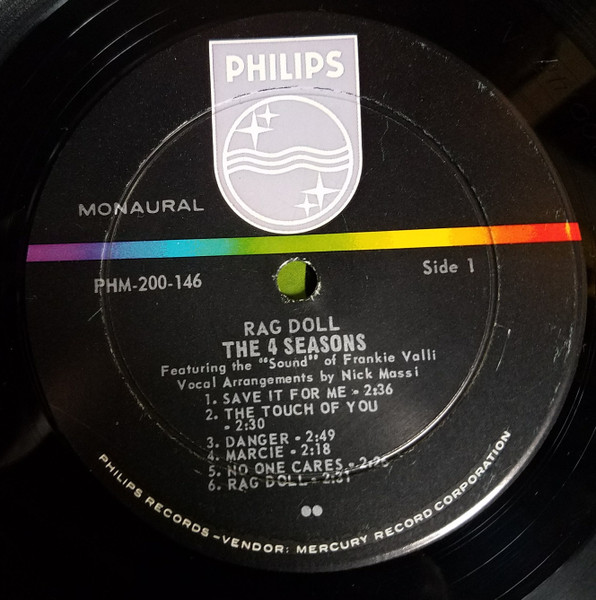 PHILIPS
MONAURAL
PHM-200-146
Side 1
RAG DOLL
THE 4 SEASONS
Featuring the "Sound" of Frankie Valli
Vocal Arrangements by Nick Massi
1. SAVE IT FOR ME - 2:36
2. THE TOUCH OF YOU
- 2:30
3. DANGER - 2:49
4. MARCIE - 2:18
5. NO ONE CARES -
6. RAG DOLL - 2:31
PHILIPS RECORDS–VENDOR: MERCURY RECORD CORPORATION